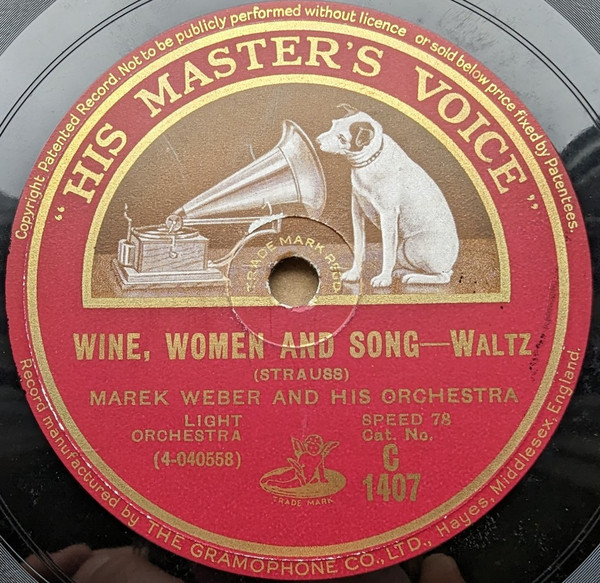 Copyright Patented Record. Not to be publicly performed without licence or sold below price fixed by Patentees.
"HIS MASTER'S VOICE"
TRADE MARK REGD
WINE, WOMEN AND SONG—WALTZ
(STRAUSS)
MAREK WEBER AND HIS ORCHESTRA
LIGHT ORCHESTRA
(4-040558)
SPEED 78
Cat. No.
C
1407
TRADE MARK
Record manufactured by THE GRAMOPHONE CO., LTD., Hayes, Middlesex, England.